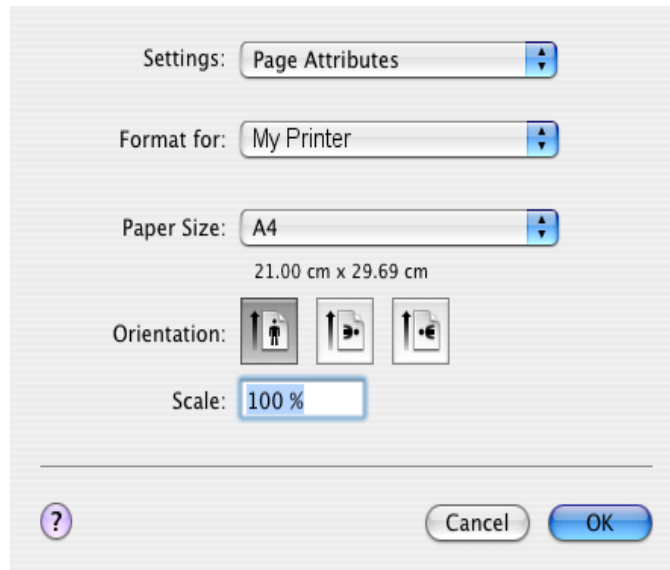 Settings: Page Attributes
Format for: My Printer
Paper Size: A4
21.00 cm x 29.69 cm
Orientation:
Scale: 100 %
? Cancel OK